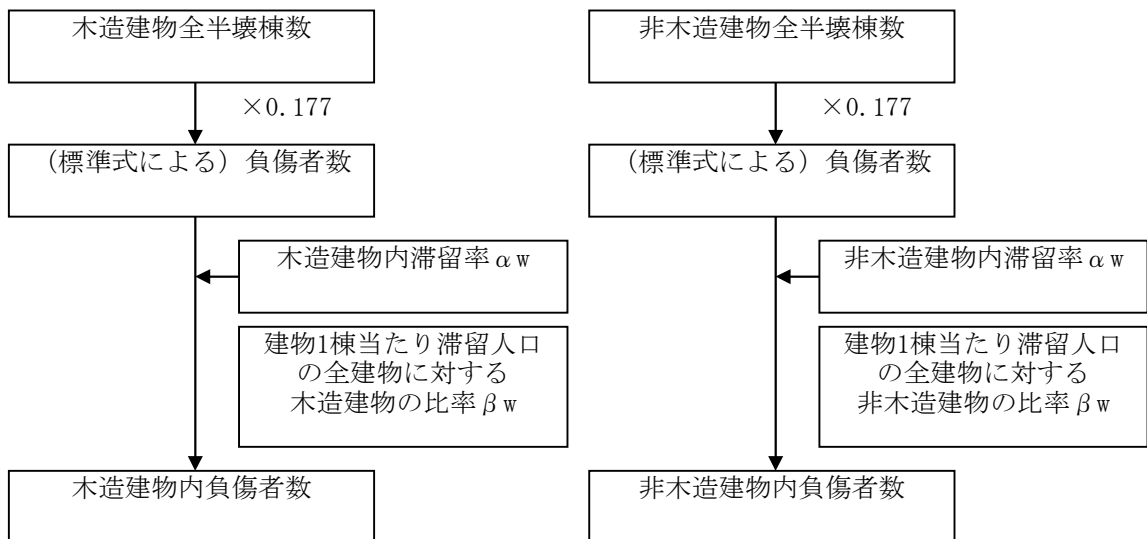 木造建物全半壊棟数
×0.177
(標準式による)負傷者数
木造建物内滞留率αw
建物1棟当たり滞留人口
の全建物に対する
木造建物の比率βw
木造建物内負傷者数
非木造建物全半壊棟数
×0.177
(標準式による)負傷者数
非木造建物内滞留率αw
建物1棟当たり滞留人口
の全建物に対する
非木造建物の比率βw
非木造建物内負傷者数